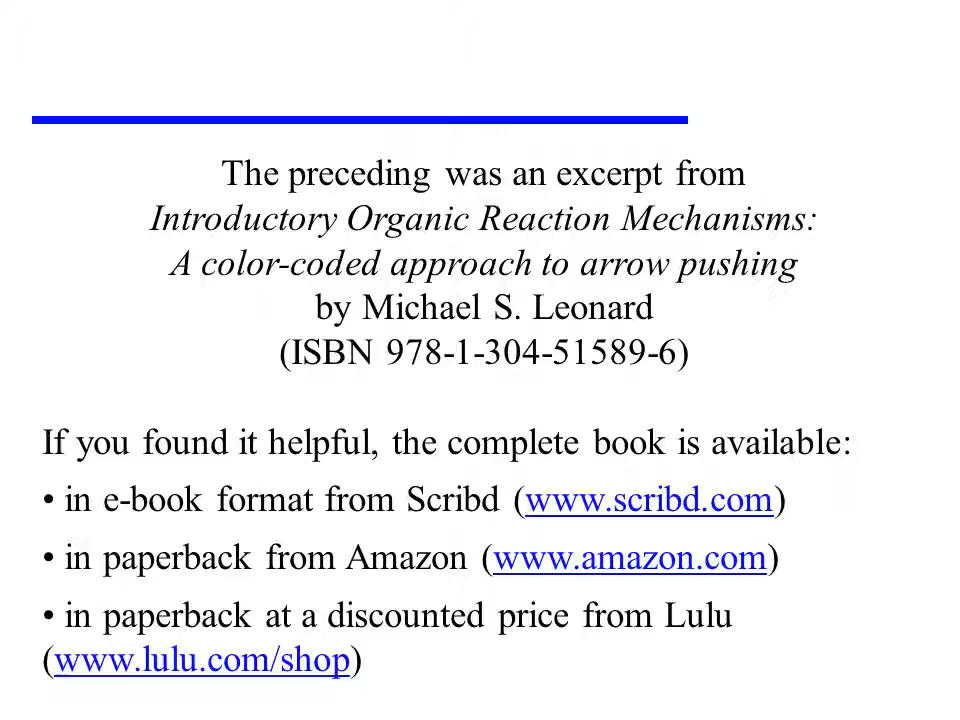 The preceding was an excerpt from
Introductory Organic Reaction Mechanisms:
A color-coded approach to arrow pushing
by Michael S. Leonard
(ISBN 978-1-304-51589-6)
If you found it helpful, the complete book is available:
• in e-book format from Scribd (www.scribd.com)
• in paperback from Amazon (www.amazon.com)
• in paperback at a discounted price from Lulu
(www.lulu.com/shop)